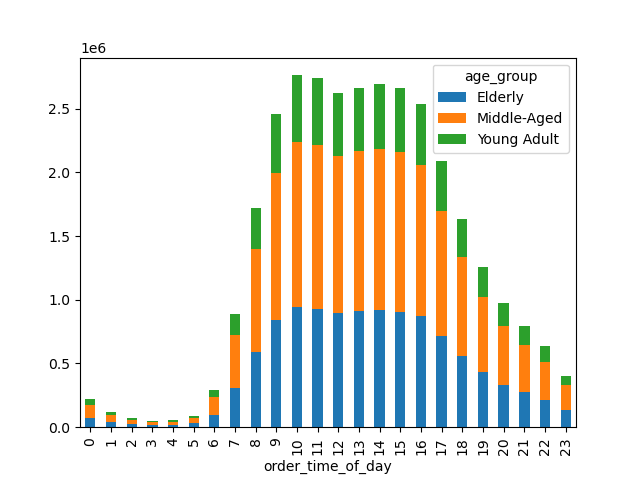 1e6
age_group
Elderly
Middle-Aged
Young Adult
2.5
2.0
1.5
1.0
0.5
0.0
0 1 2 3 4 5 6 7 8 9 10 11 12 13 14 15 16 17 18 19 20 21 22 23
order_time_of_day